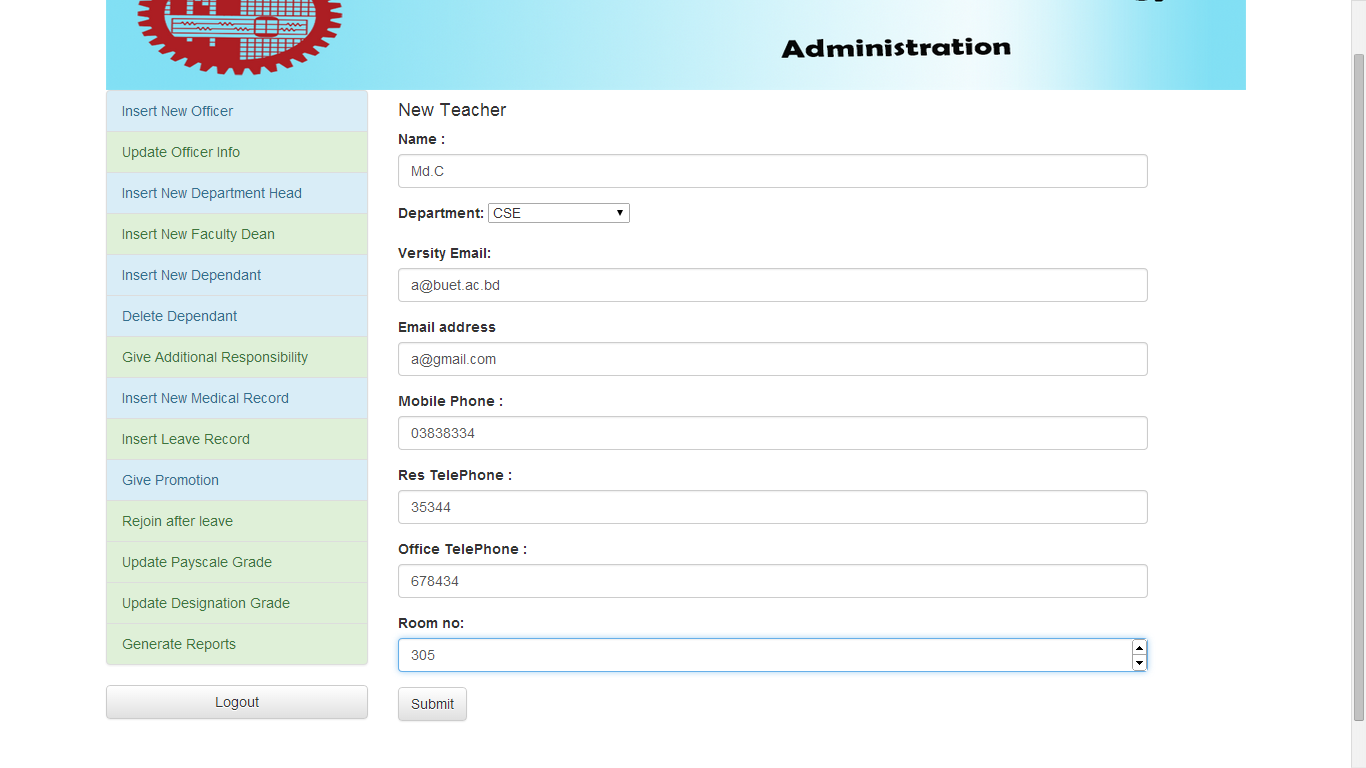 Administration
Insert New Officer
Update Officer Info
Insert New Department Head
Insert New Faculty Dean
Insert New Dependant
Delete Dependant
Give Additional Responsibility
Insert New Medical Record
Insert Leave Record
Give Promotion
Rejoin after leave
Update Payscale Grade
Update Designation Grade
Generate Reports
Logout
New Teacher
Name :
Md.C
Department: CSE
Versity Email:
a@buet.ac.bd
Email address
a@gmail.com
Mobile Phone :
03838334
Res TelePhone :
35344
Office TelePhone :
678434
Room no:
305
Submit